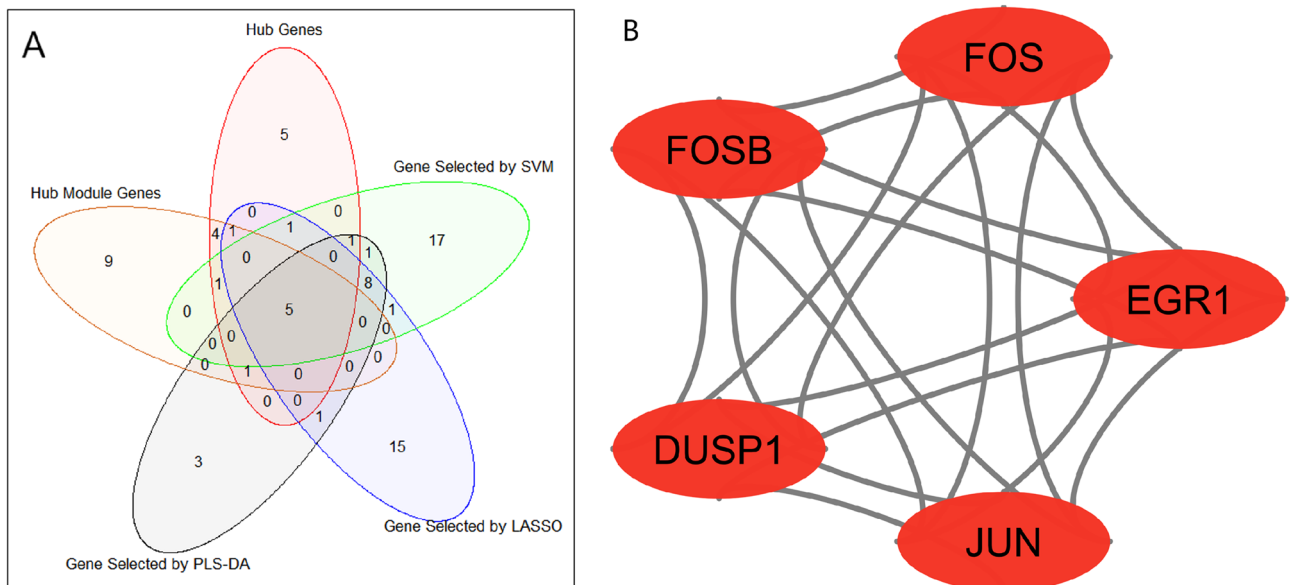 A
Hub Genes
5
Gene Selected by SVM
Hub Module Genes
0
0
4
1
1
17
1
1
0
0
9
8
1
5
0
1
0
0
0
0
0
0
0
1
0
0
0
0
1
15
3
Gene Selected by LASSO
Gene Selected by PLS-DA
B
FOS
FOSB
EGR1
DUSP1
JUN